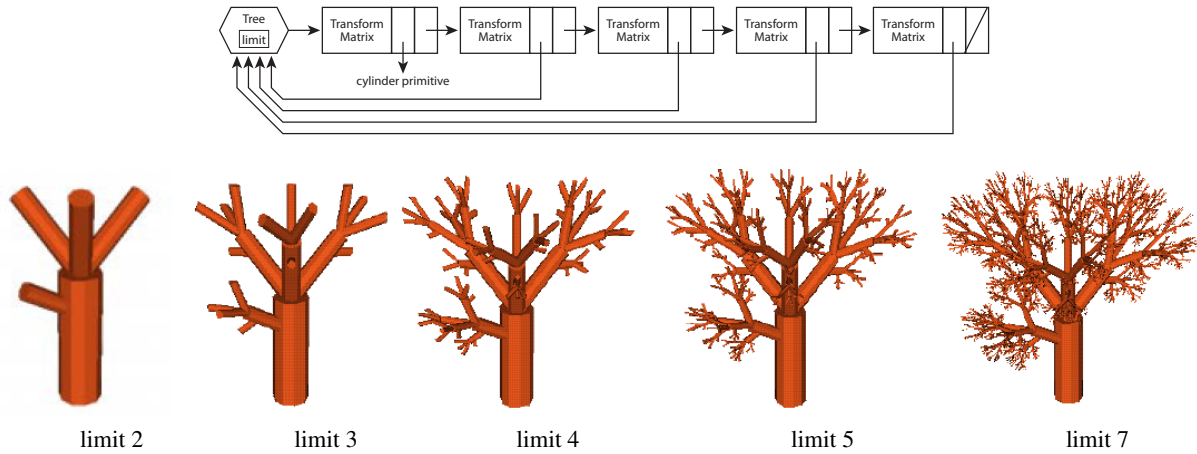 Tree
limit
Transform
Matrix
Transform
Matrix
Transform
Matrix
Transform
Matrix
Transform
Matrix
cylinder primitive
limit 2
limit 3
limit 4
limit 5
limit 7